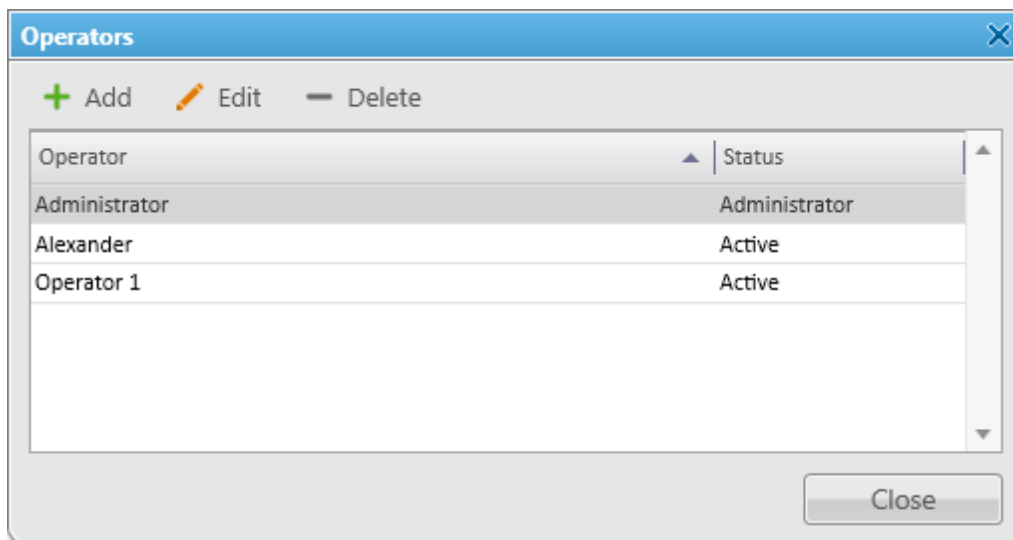 Operators
Add Edit Delete
Operator Status
Administrator Administrator
Alexander Active
Operator 1 Active
Close